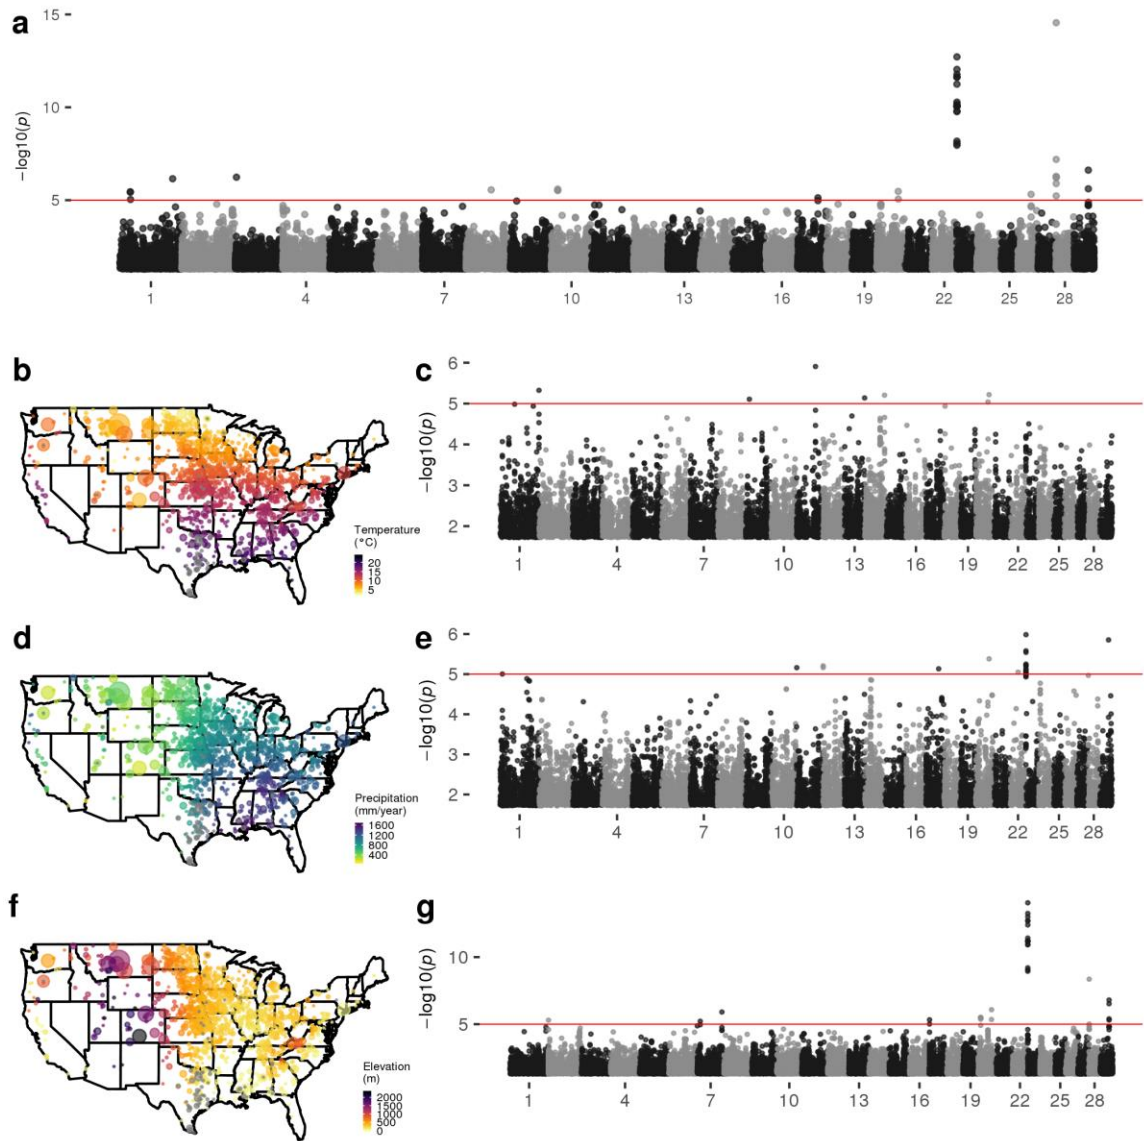 a
15
10
5
−log10(p)
1 4 7 10 13 16 19 22 25 28
b
Temperature
(°C)
20
15
10
5
c
6
5
4
3
2
−log10(p)
1 4 7 10 13 16 19 22 25 28
d
Precipitation
(mm/year)
1600
1200
800
400
e
6
5
4
3
2
−log10(p)
1 4 7 10 13 16 19 22 25 28
f
Elevation
(m)
2000
1500
1000
500
0
g
10
5
−log10(p)
1 4 7 10 13 16 19 22 25 28